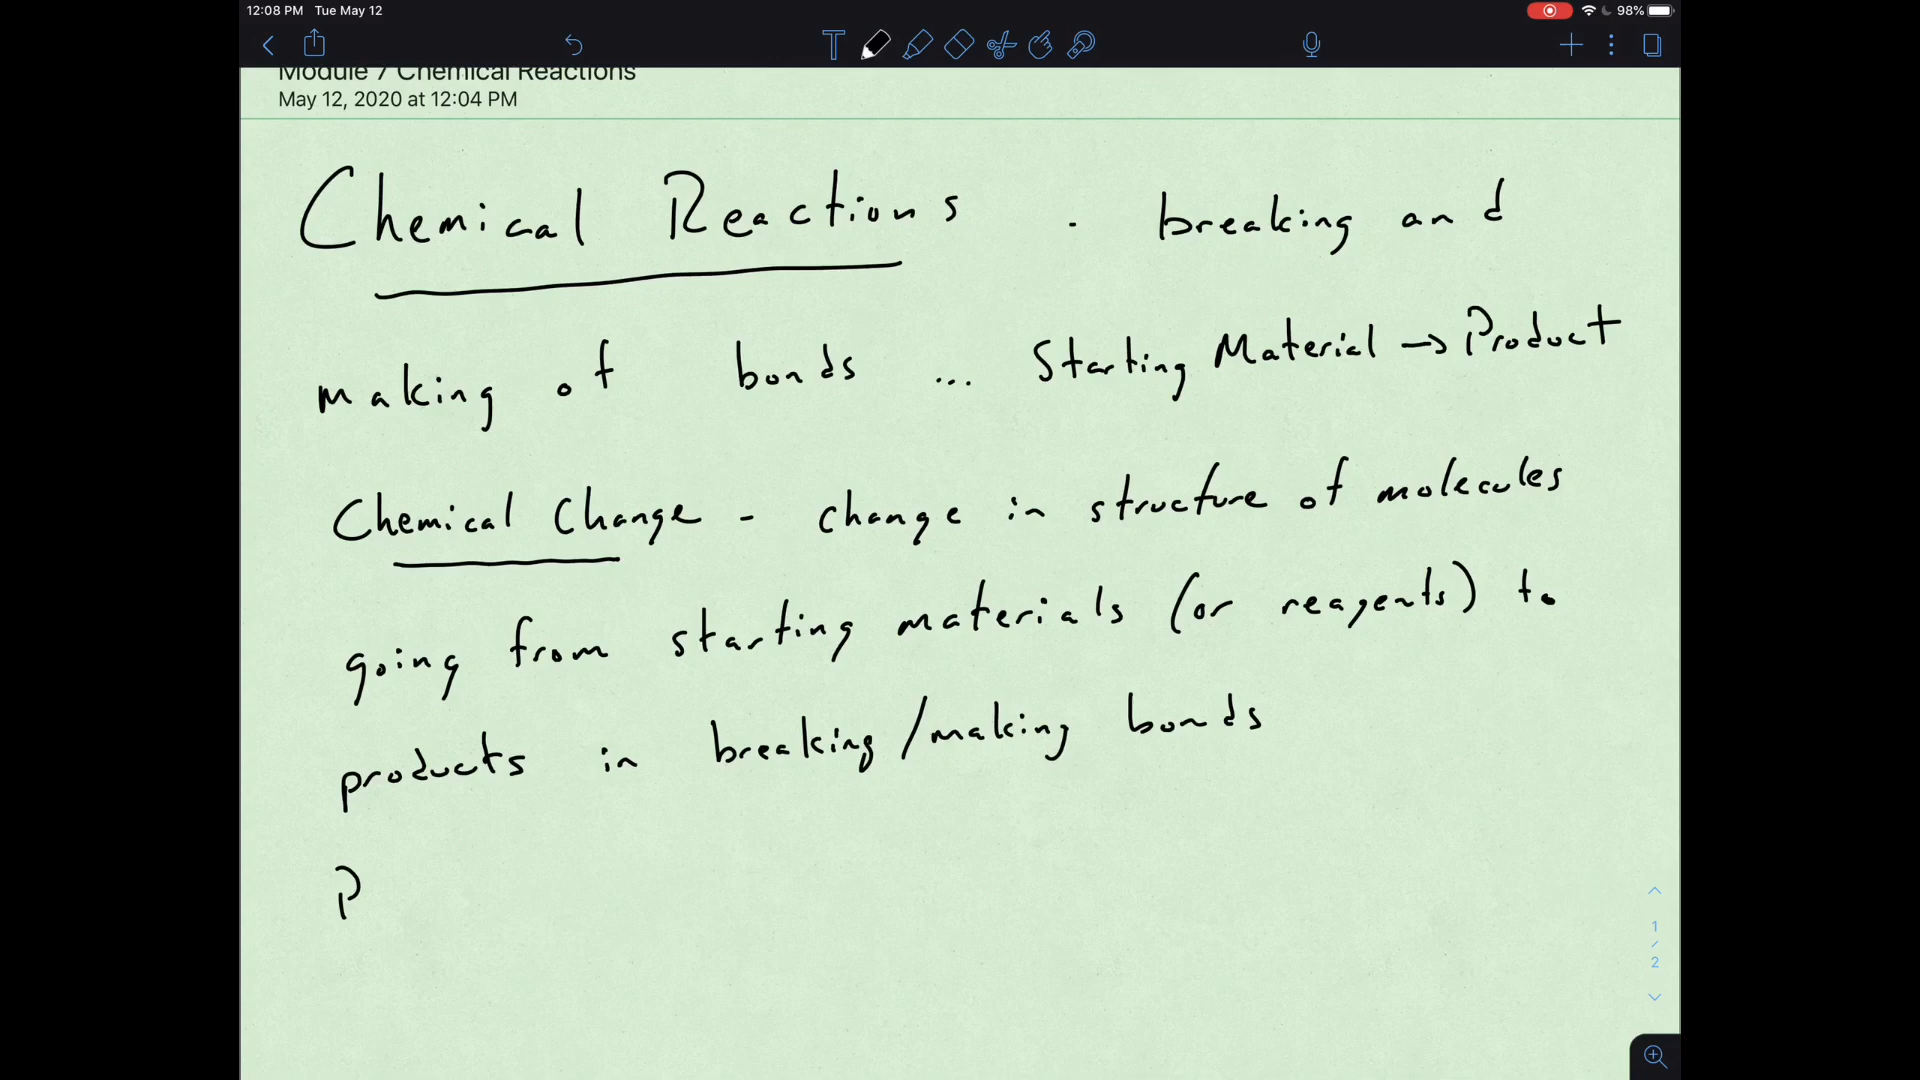 12:08 PM Tue May 12
98%
Module 7 Chemical Reactions
May 12, 2020 at 12:04 PM
Chemical Reactions - breaking and
making of bonds ... Starting Material → Product
Chemical Change - change in structure of molecules
going from starting materials (or reagents) to
products in breaking/making bonds
P
1
/
2